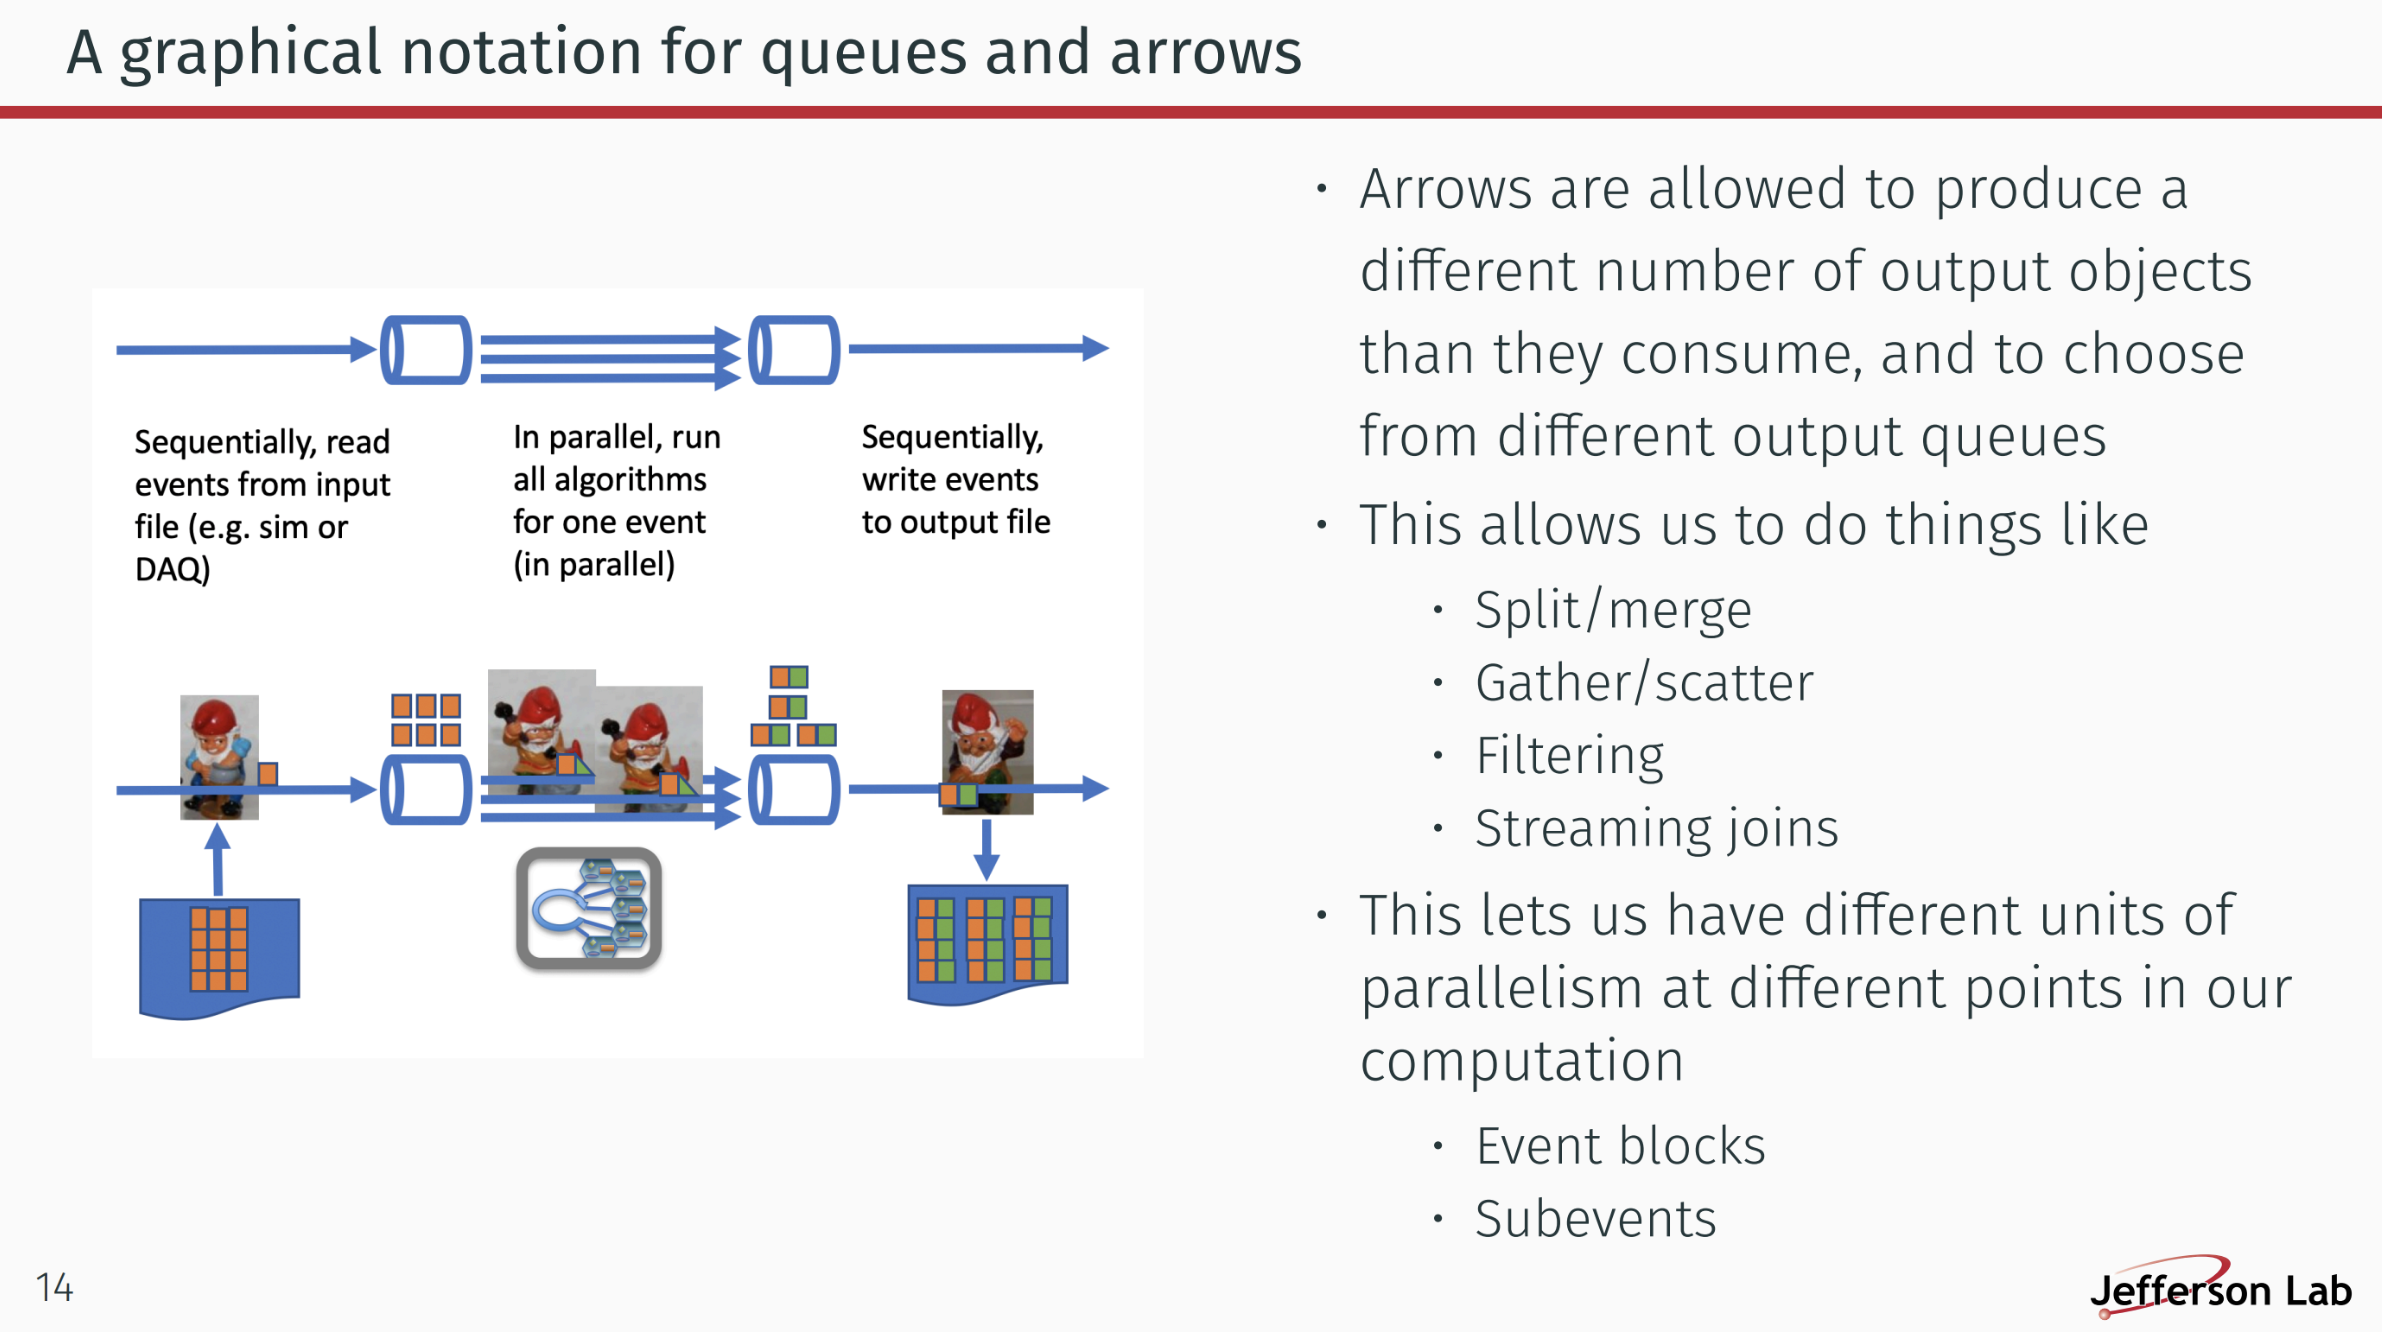 A graphical notation for queues and arrows
Sequentially, read
events from input
file (e.g. sim or
DAQ)
In parallel, run
all algorithms
for one event
(in parallel)
Sequentially,
write events
to output file
• Arrows are allowed to produce a
different number of output objects
than they consume, and to choose
from different output queues
• This allows us to do things like
• Split/merge
• Gather/scatter
• Filtering
• Streaming joins
• This lets us have different units of
parallelism at different points in our
computation
• Event blocks
• Subevents
14
Jefferson Lab